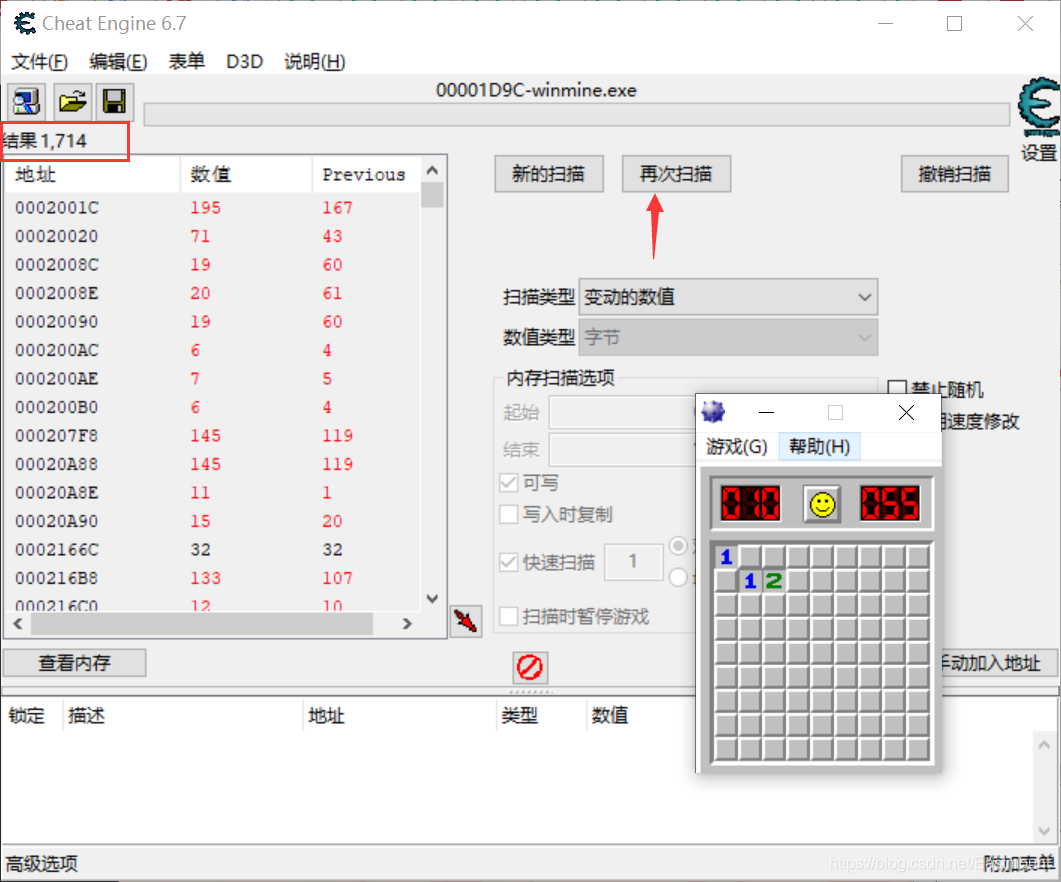 Cheat Engine 6.7
文件(F) 编辑(E) 表单 D3D 说明(H)
00001D9C-winmine.exe
结果 1,714
设置
地址 数值 Previous
新的扫描 再次扫描 撤销扫描
0002001C 195 167
00020020 71 43
0002008C 19 60
0002008E 20 61
00020090 19 60
000200AC 6 4
000200AE 7 5
000200B0 6 4
000207F8 145 119
00020A88 145 119
00020A8E 11 1
00020A90 15 20
0002166C 32 32
000216B8 133 107
000216C0 12 10
扫描类型 变动的数值
数值类型 字节
内存扫描选项
禁止随机
起始
速度修改
结束
可写
写入时复制
快速扫描 1
扫描时暂停游戏
游戏(G) 帮助(H)
1
1 2
查看内存
手动加入地址
锁定 描述 地址 类型 数值
高级选项
附加表单